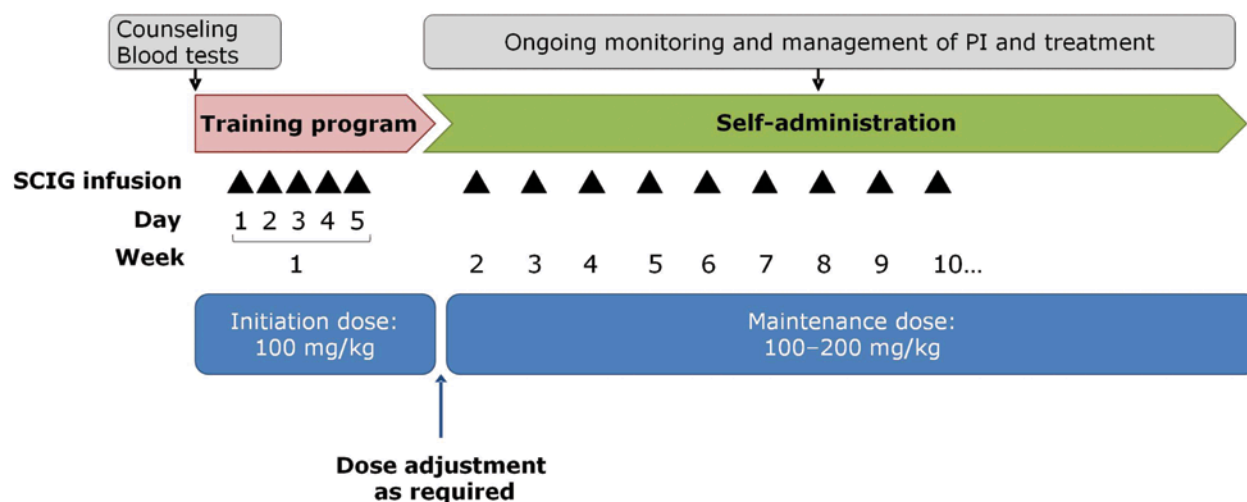 Counseling
Blood tests
Ongoing monitoring and management of PI and treatment
Training program
Self-administration
SCIG infusion
Day 1 2 3 4 5
Week 1 2 3 4 5 6 7 8 9 10...
Initiation dose:
100 mg/kg
Maintenance dose:
100–200 mg/kg
Dose adjustment
as required